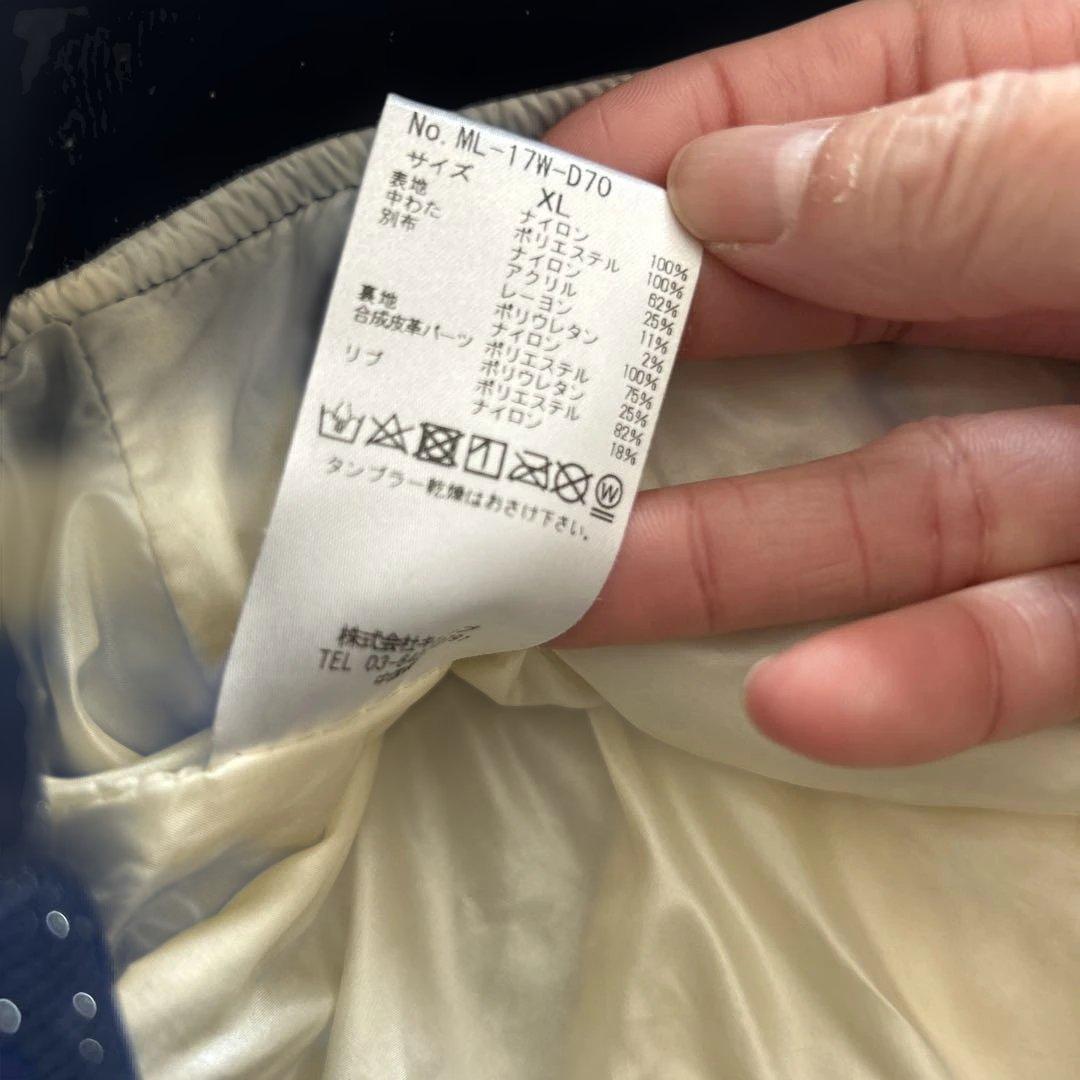 No. ML-17W-D70
サイズ XL
表地 ナイロン 100%
中わた ポリエステル 100%
別布 ナイロン 62%
アクリル 25%
レーヨン 11%
ポリウレタン 2%
裏地 ナイロン 100%
合成皮革パーツ ポリエステル 75%
ポリウレタン 25%
リブ ポリエステル 82%
ナイロン 18%
W
タンブラー乾燥はおさけ下さい。
株式会社
TEL 03-